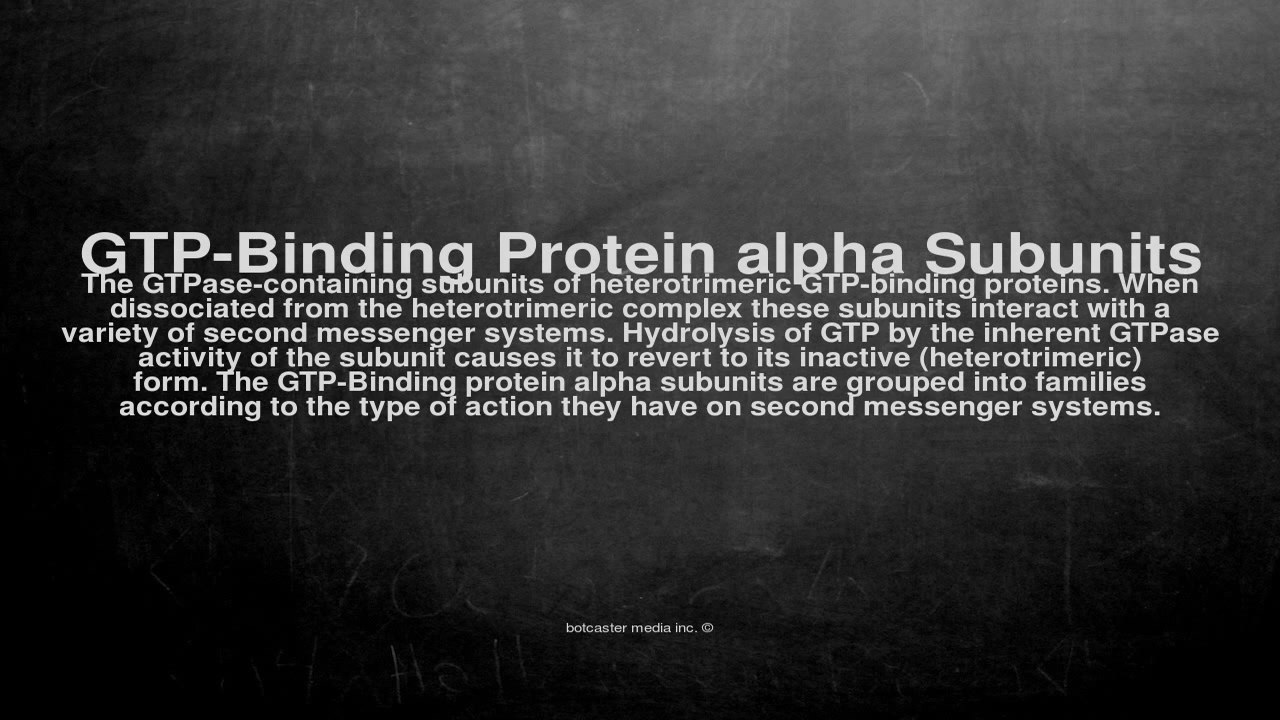 GTP-Binding Protein alpha Subunits
The GTPase-containing subunits of heterotrimeric GTP-binding proteins. When
dissociated from the heterotrimeric complex these subunits interact with a
variety of second messenger systems. Hydrolysis of GTP by the inherent GTPase
activity of the subunit causes it to revert to its inactive (heterotrimeric)
form. The GTP-Binding protein alpha subunits are grouped into families
according to the type of action they have on second messenger systems.
botcaster media inc. ©